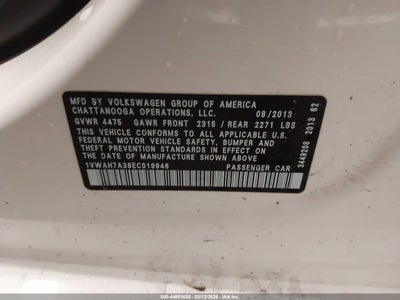 MFD BY VOLKSWAGEN GROUP OF AMERICA
CHATTANOOGA OPERATIONS, LLC. 08/2013
GVWR 4475 GAWR FRONT 2315 / REAR 2271 LBS
THIS VEHICLE CONFORMS TO ALL APPLICABLE U.S.
FEDERAL MOTOR VEHICLE SAFETY, BUMPER, AND
THEFT PREVENTION STANDARDS IN EFFECT
ON THE DATE OF MANUFACTURE SHOWN ABOVE
1VWAH7A38EC019946 PASSENGER CAR
3449208 2013 62